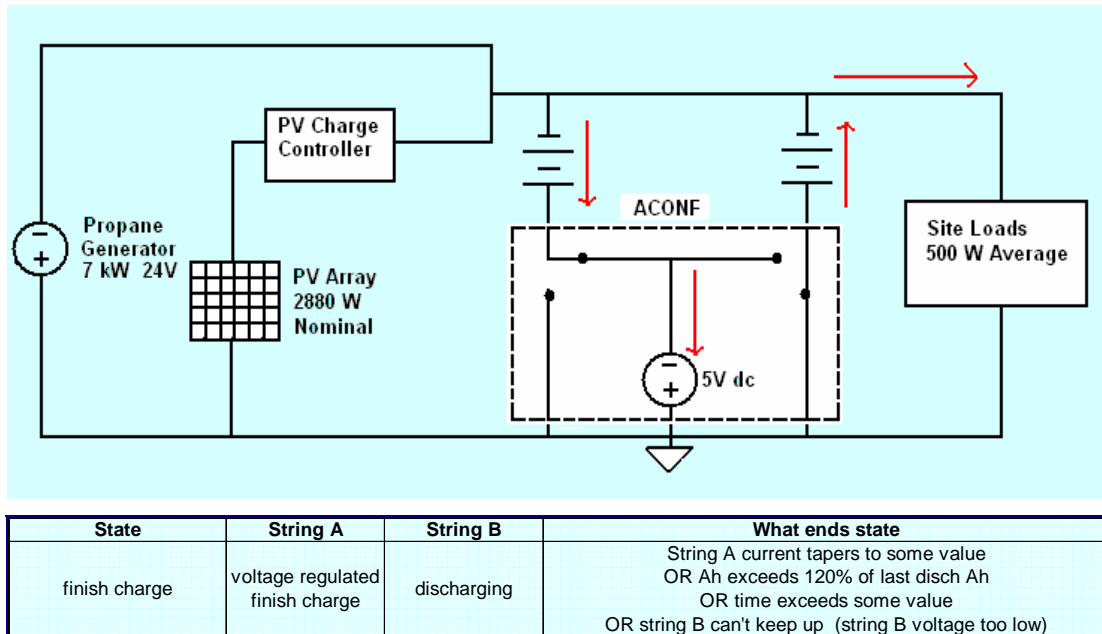 PV Charge
Controller
ACONF
Propane
Generator
7 kW 24V
PV Array
2880 W
Nominal
Site Loads
500 W Average
-
+
-
+
5V dc
State String A String B What ends state
finish charge
voltage regulated
finish charge
discharging
String A current tapers to some value
OR Ah exceeds 120% of last disch Ah
OR time exceeds some value
OR string B can't keep up (string B voltage too low)